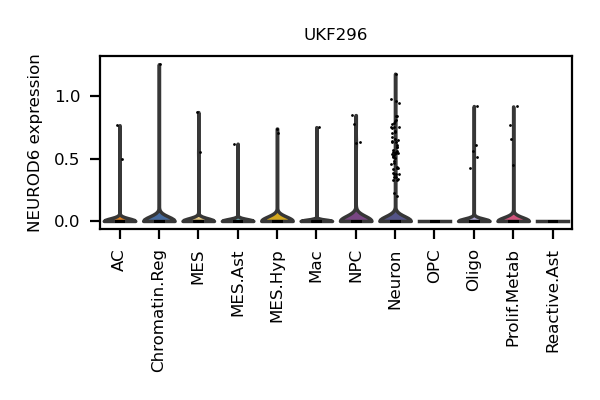 UKF296
NEUROD6 expression
1.0
0.5
0.0
AC
Chromatin.Reg
MES
MES.Ast
MES.Hyp
Mac
NPC
Neuron
OPC
Oligo
Prolif.Metab
Reactive.Ast